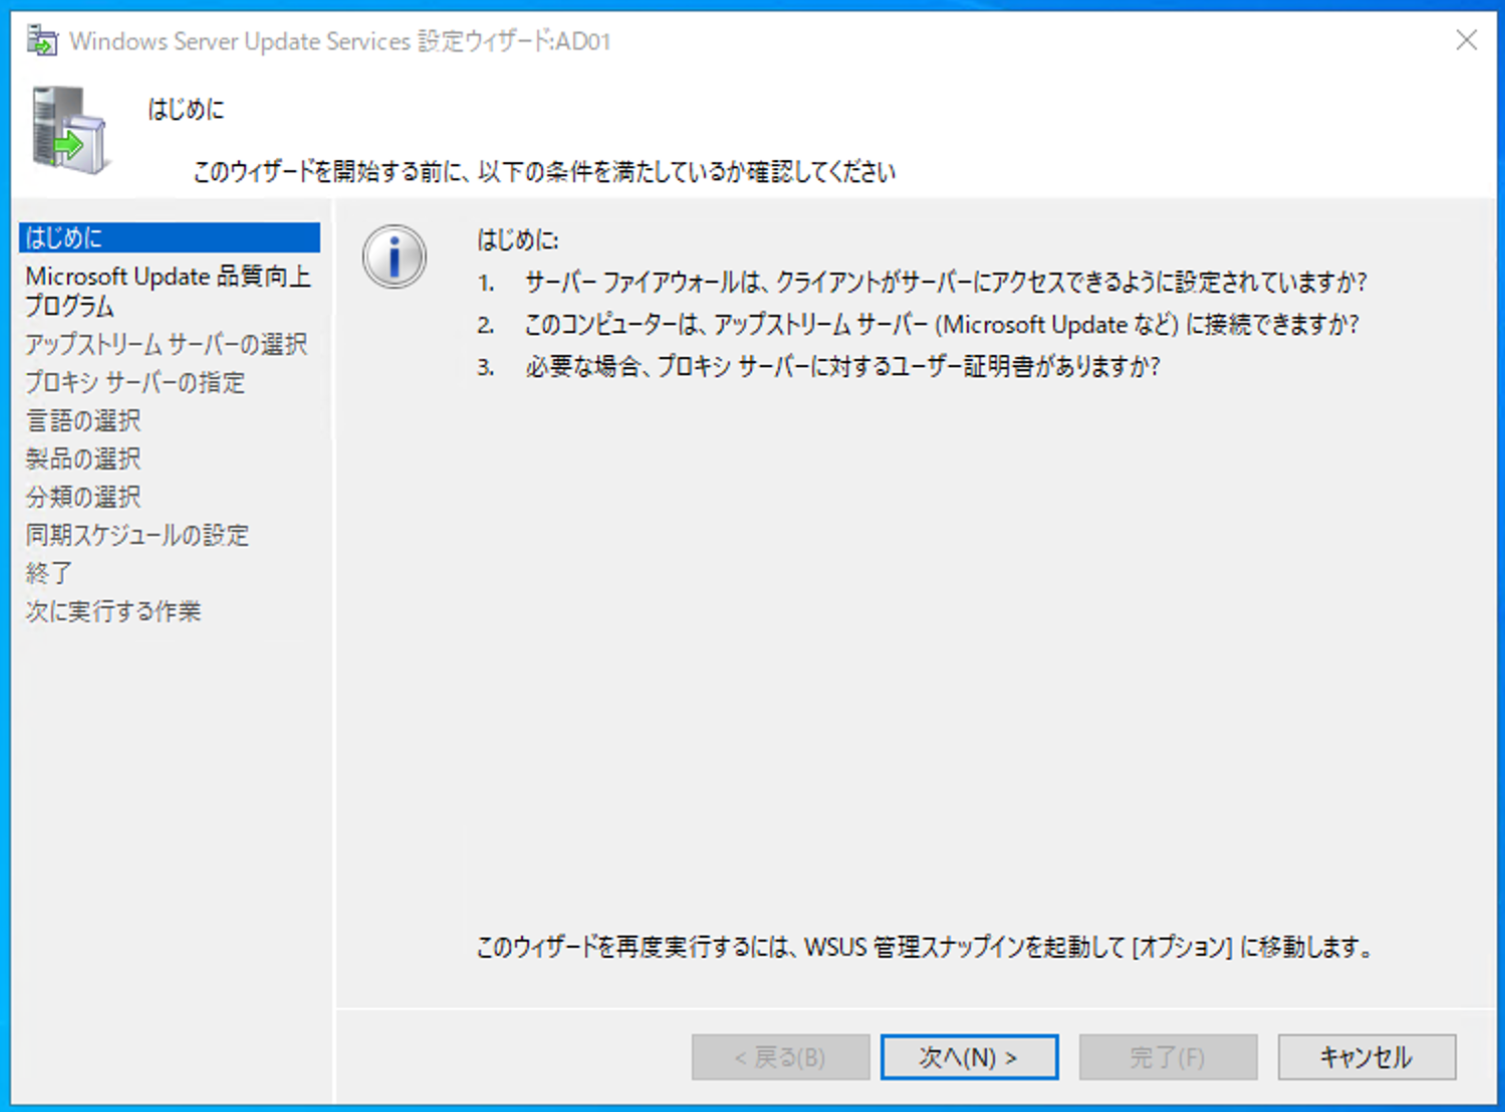 Windows Server Update Services 設定ウィザード:AD01
はじめに
このウィザードを開始する前に、以下の条件を満たしているか確認してください
はじめに
Microsoft Update 品質向上
プログラム
アップストリーム サーバーの選択
プロキシ サーバーの指定
言語の選択
製品の選択
分類の選択
同期スケジュールの設定
終了
次に実行する作業
はじめに:
1. サーバー ファイアウォールは、クライアントがサーバーにアクセスできるように設定されていますか?
2. このコンピューターは、アップストリーム サーバー (Microsoft Update など) に接続できますか?
3. 必要な場合、プロキシ サーバーに対するユーザー証明書がありますか?
このウィザードを再度実行するには、WSUS 管理スナップインを起動して [オプション] に移動します。
< 戻る(B) 次へ(N) > 完了(F) キャンセル